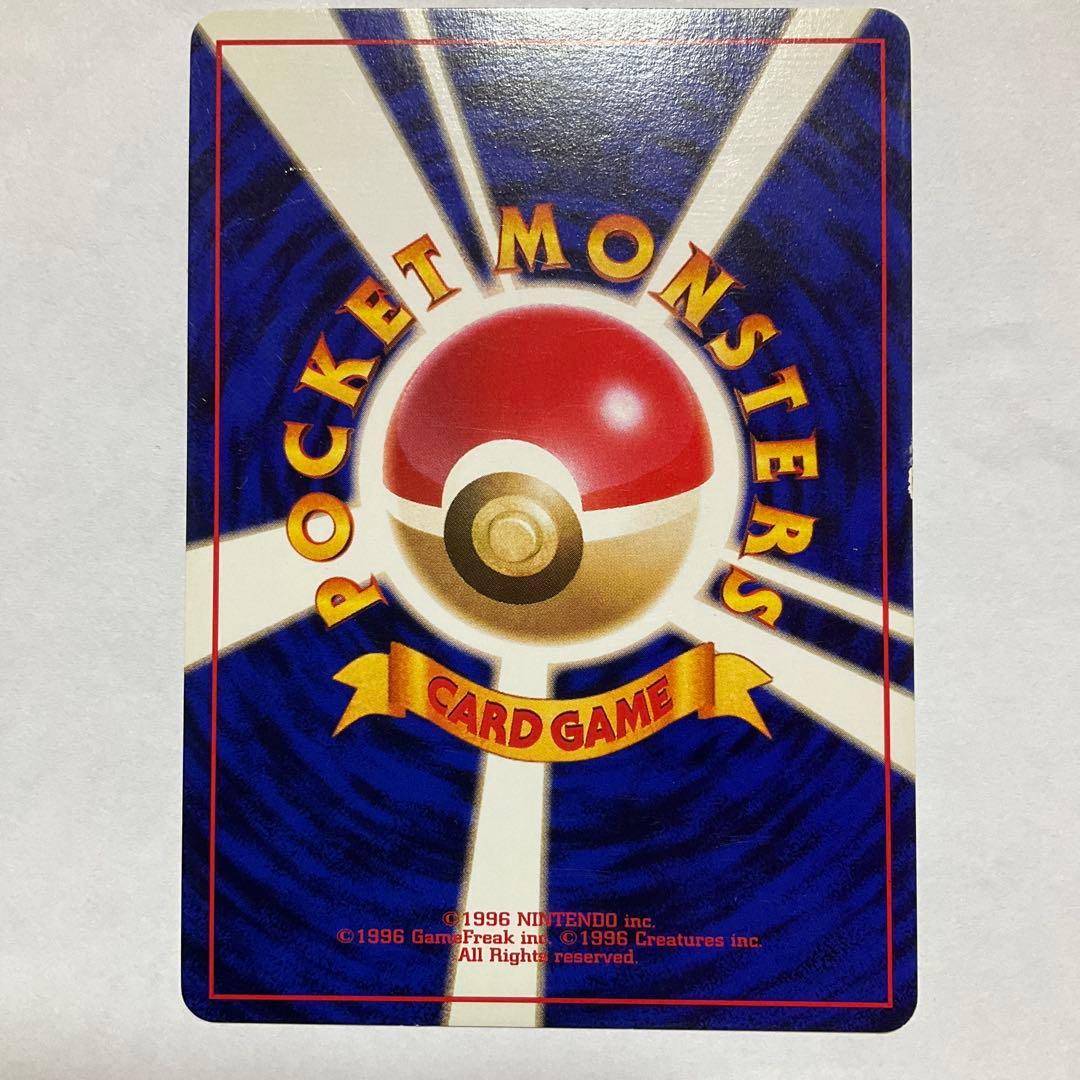 POCKET MONSTERS
CARD GAME
©1996 NINTENDO inc.
©1996 GameFreak inc. ©1996 Creatures inc.
All Rights reserved.